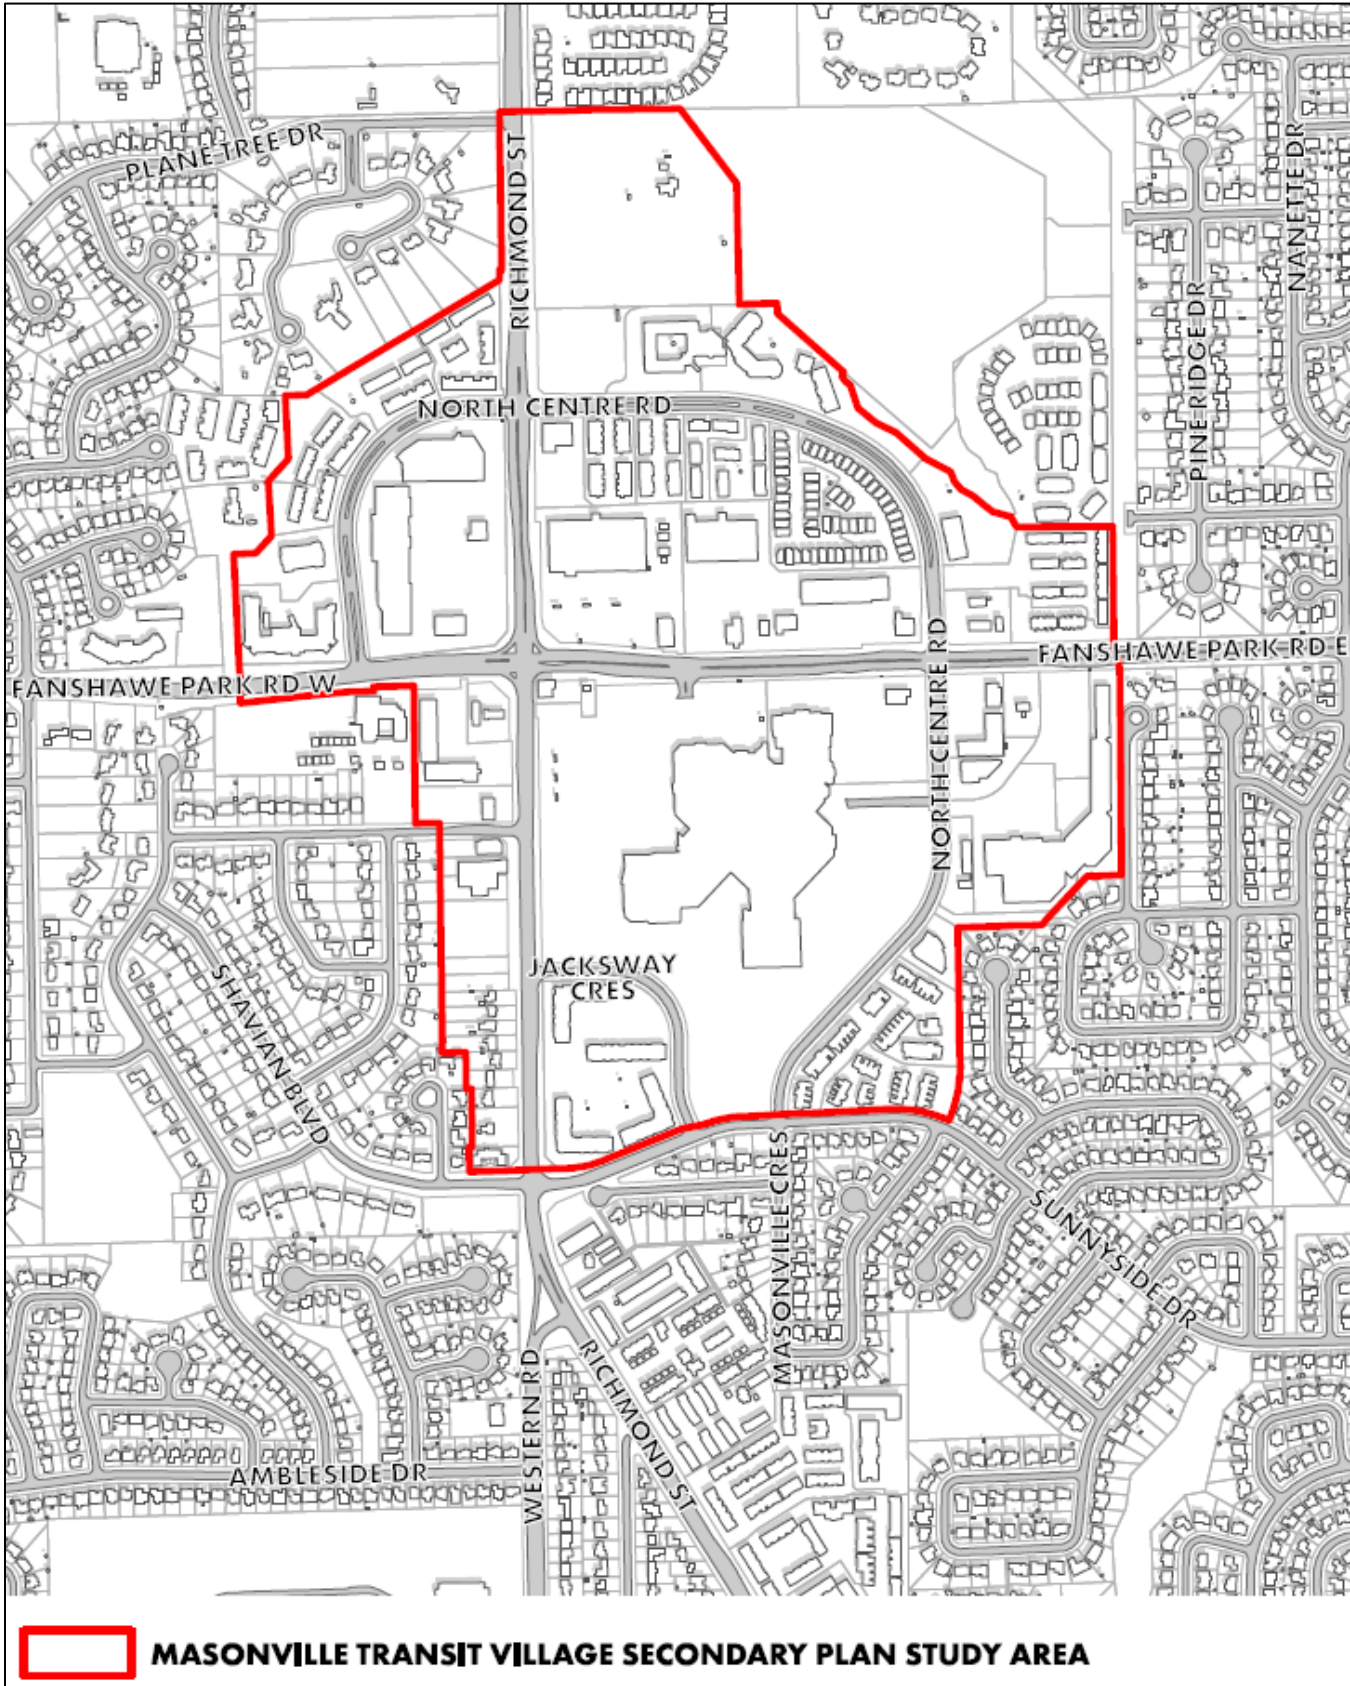 PLANE TREE DR
RICHMOND ST
NANETTE DR
PINE RIDGE DR
NORTH CENTRE RD
FANSHAWE PARK RD W
NORTH CENTRE RD
FANSHAWE PARK RD E
JACKSWAY
CRES
SHAVIAN BLVD
MASONVILLE CRES
SUNNYSIDE DR
WESTERN RD
RICHMOND ST
AMBLESIDE DR
MASONVILLE TRANSIT VILLAGE SECONDARY PLAN STUDY AREA